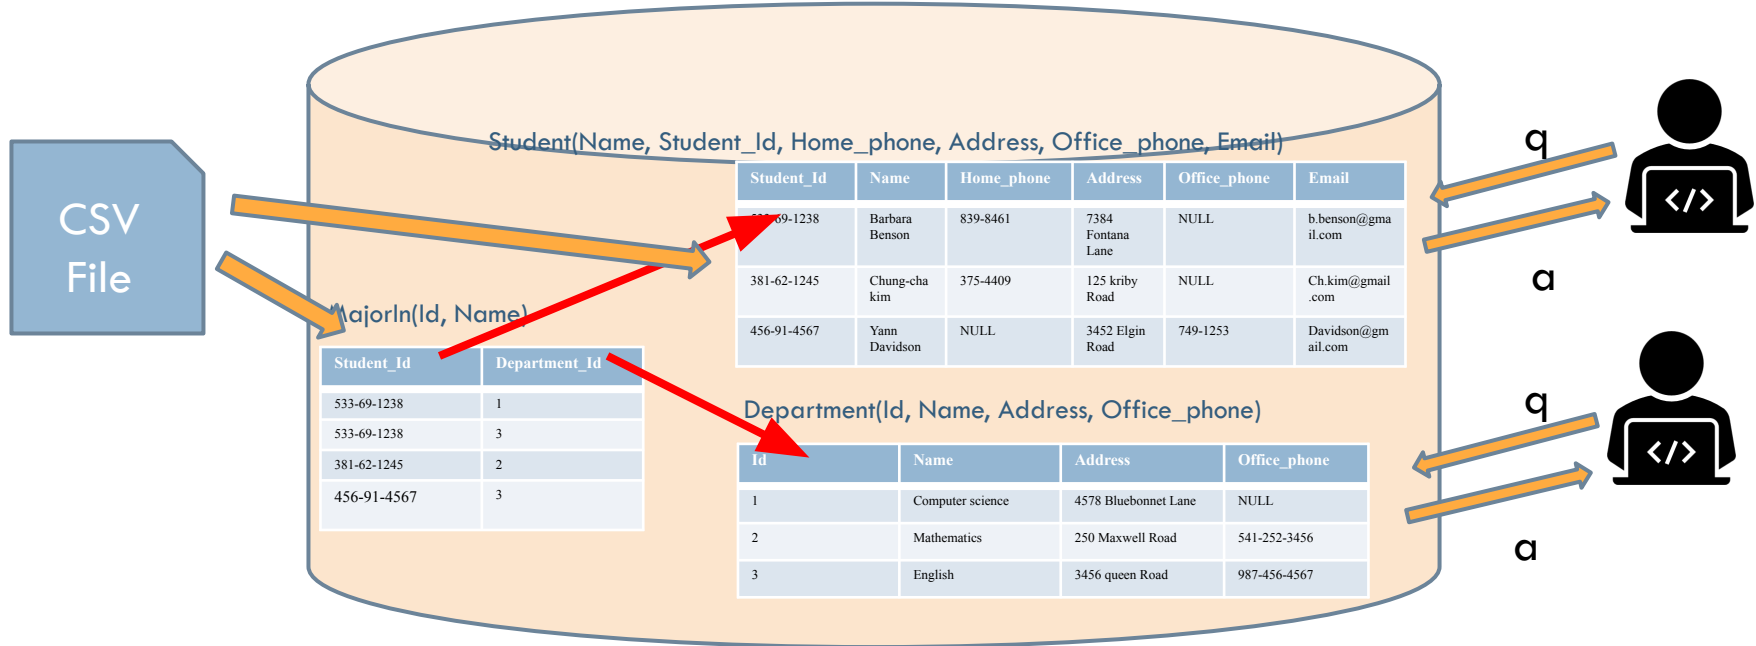 CSV
File
Student(Name, Student_Id, Home_phone, Address, Office_phone, Email)
Student_Id Name Home_phone Address Office_phone Email
533-69-1238 Barbara Benson 839-8461 7384 Fontana Lane NULL b.benson@gmail.com
381-62-1245 Chung-cha kim 375-4409 125 kriby Road NULL Ch.kim@gmail.com
456-91-4567 Yann Davidson NULL 3452 Elgin Road 749-1253 Davidson@gmail.com
MajorIn(Id, Name)
Student_Id Department_Id
533-69-1238 1
533-69-1238 3
381-62-1245 2
456-91-4567 3
Department(Id, Name, Address, Office_phone)
Id Name Address Office_phone
1 Computer science 4578 Bluebonnet Lane NULL
2 Mathematics 250 Maxwell Road 541-252-3456
3 English 3456 queen Road 987-456-4567
q
</>
a
q
</>
a